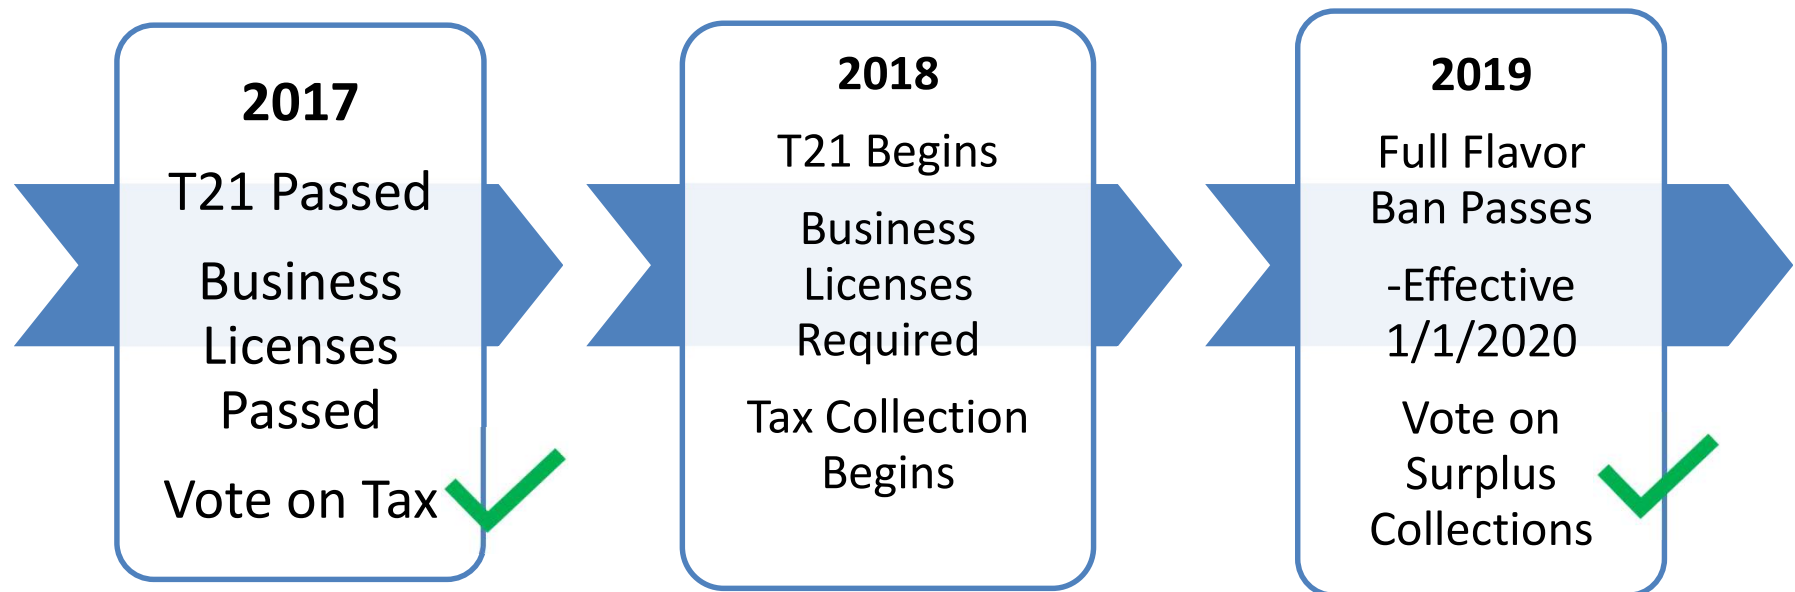 2017
T21 Passed
Business
Licenses
Passed
Vote on Tax
2018
T21 Begins
Business
Licenses
Required
Tax Collection
Begins
2019
Full Flavor
Ban Passes
-Effective
1/1/2020
Vote on
Surplus
Collections